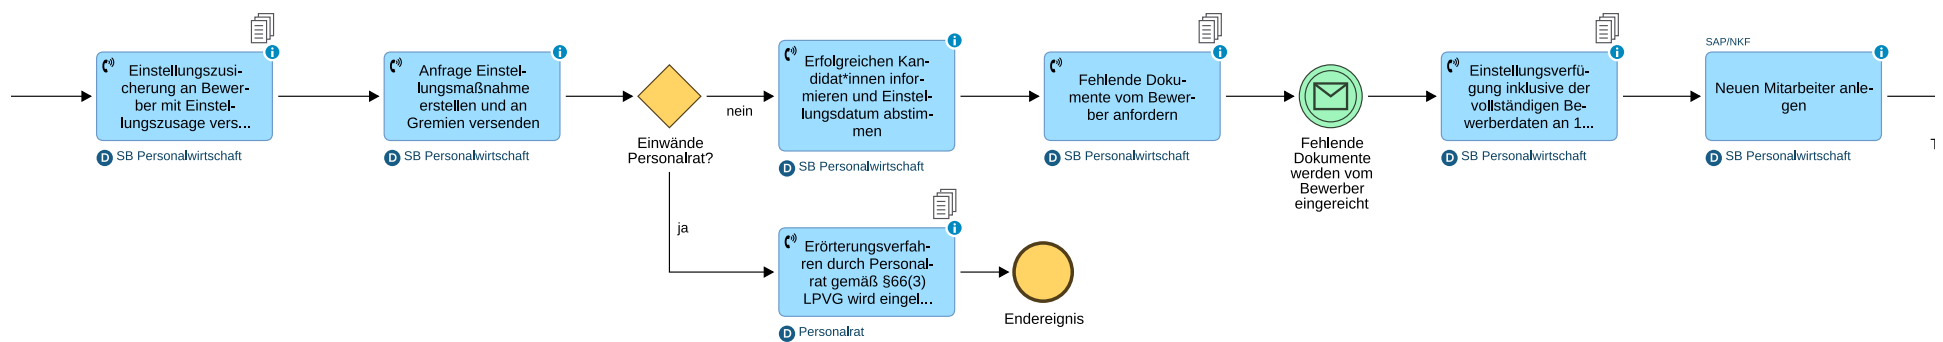 Einstellungszusi-
cherung an Bewer-
ber mit Einstel-
lungszusage vers...
D SB Personalwirtschaft
Anfrage Einstel-
lungsmaßnahme
erstellen und an
Gremien versenden
D SB Personalwirtschaft
Einwände
Personalrat?
nein
ja
Erfolgreichen Kan-
didat*innen infor-
mieren und Einstel-
lungsdatum abstim-
men
D SB Personalwirtschaft
Erörterungsverfah-
ren durch Personal-
rat gemäß §66(3)
LPVG wird eingel...
D Personalrat
Endereignis
Fehlende Doku-
mente vom Bewer-
ber anfordern
D SB Personalwirtschaft
Fehlende
Dokumente
werden vom
Bewerber
eingereicht
Einstellungsverfü-
gung inklusive der
vollständigen Be-
werberdaten an 1...
D SB Personalwirtschaft
SAP/NKF
Neuen Mitarbeiter anle-
gen
D SB Personalwirtschaft